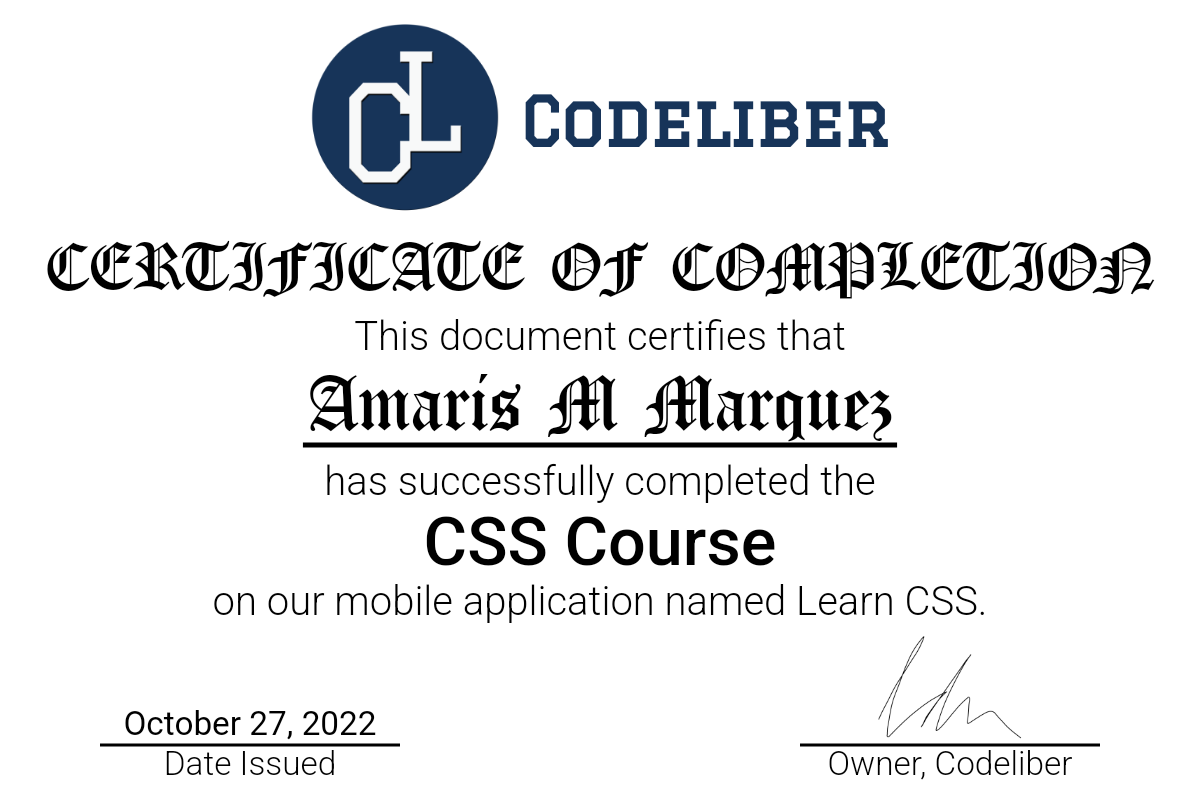 CL
CODELIBER
CERTIFICATE OF COMPLETION
This document certifies that
Amaris M Marquez
has successfully completed the
CSS Course
on our mobile application named Learn CSS.
October 27, 2022
Date Issued
Owner, Codeliber